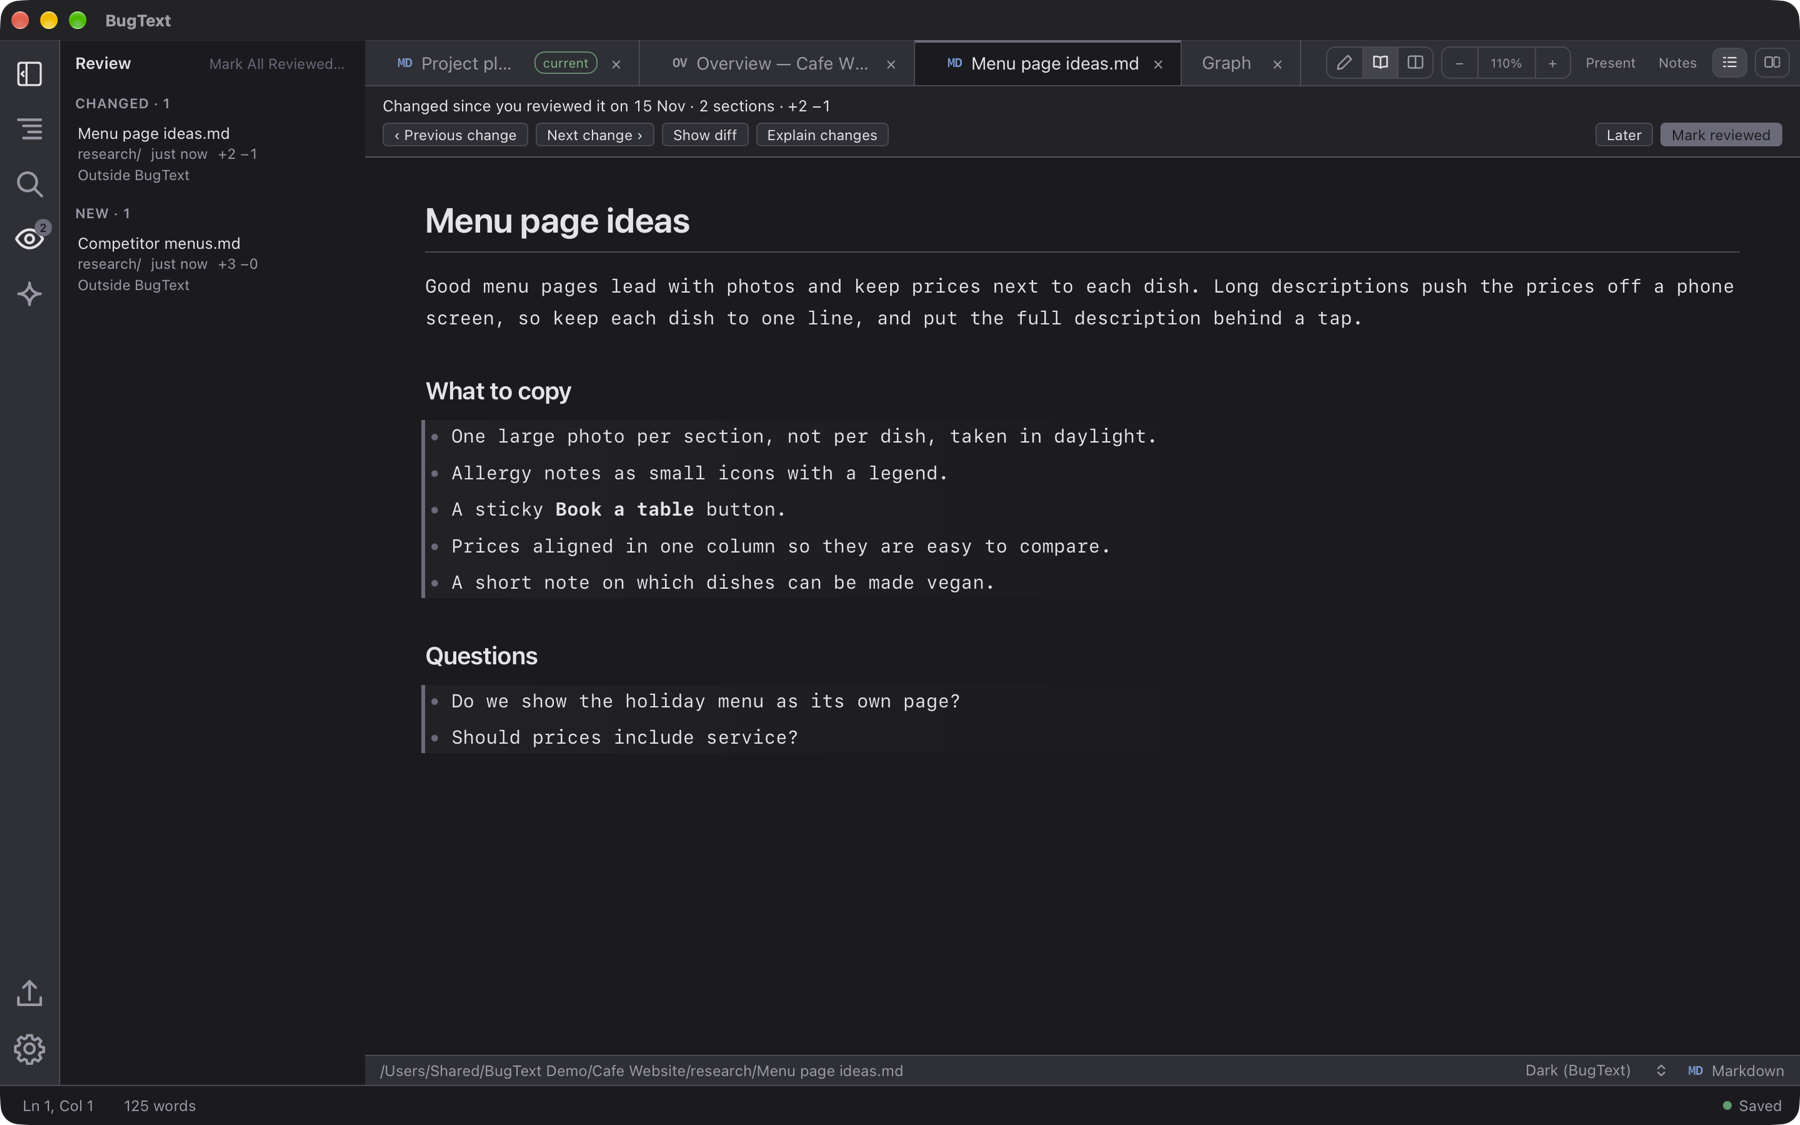 BugText
Review
Mark All Reviewed...
CHANGED · 1
Menu page ideas.md
research/ just now +2 −1
Outside BugText
NEW · 1
Competitor menus.md
research/ just now +3 −0
Outside BugText
2
MD Project pl... current ×
OV Overview — Cafe W... ×
MD Menu page ideas.md ×
Graph ×
− 110% +
Present
Notes
Changed since you reviewed it on 15 Nov · 2 sections · +2 −1
‹ Previous change
Next change ›
Show diff
Explain changes
Later
Mark reviewed
Menu page ideas
Good menu pages lead with photos and keep prices next to each dish. Long descriptions push the prices off a phone
screen, so keep each dish to one line, and put the full description behind a tap.
What to copy
• One large photo per section, not per dish, taken in daylight.
• Allergy notes as small icons with a legend.
• A sticky Book a table button.
• Prices aligned in one column so they are easy to compare.
• A short note on which dishes can be made vegan.
Questions
• Do we show the holiday menu as its own page?
• Should prices include service?
/Users/Shared/BugText Demo/Cafe Website/research/Menu page ideas.md
Dark (BugText)
MD Markdown
Ln 1, Col 1
125 words
Saved